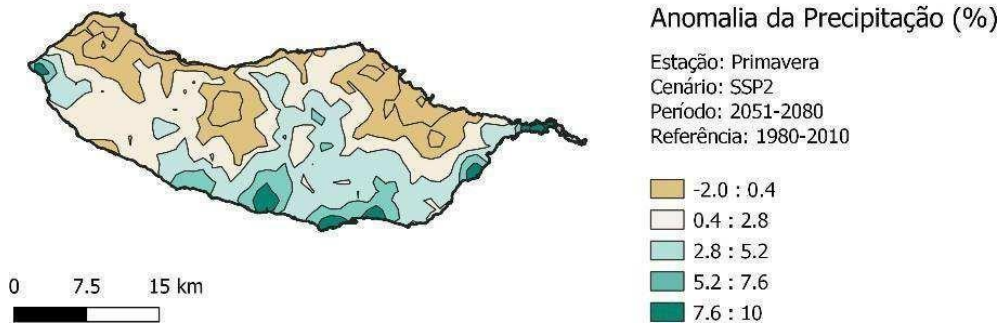 Anomalia da Precipitação (%)
Estação: Primavera
Cenário: SSP2
Período: 2051-2080
Referência: 1980-2010
-2.0 : 0.4
0.4 : 2.8
2.8 : 5.2
5.2 : 7.6
7.6 : 10
0 7.5 15 km